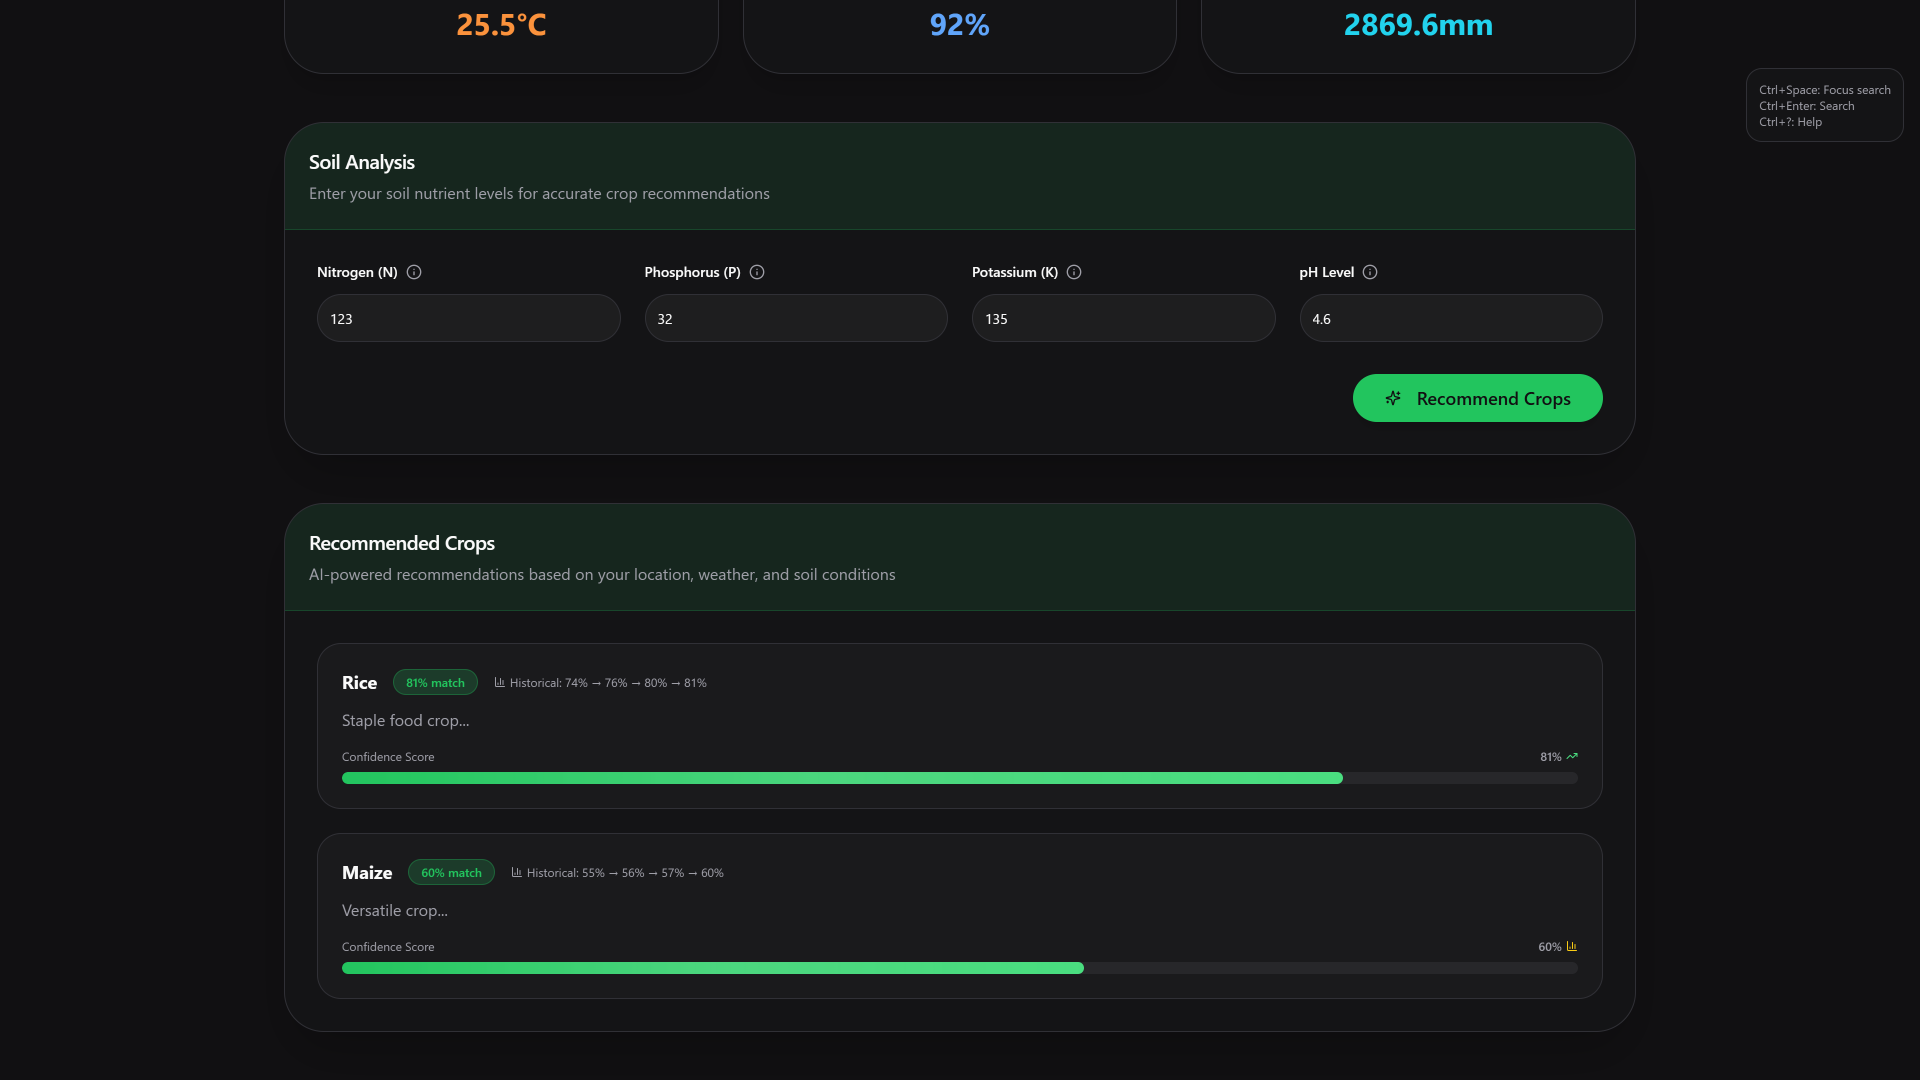 25.5°C
92%
2869.6mm
Ctrl+Space: Focus search
Ctrl+Enter: Search
Ctrl+?: Help
Soil Analysis
Enter your soil nutrient levels for accurate crop recommendations
Nitrogen (N)
Phosphorus (P)
Potassium (K)
pH Level
123
32
135
4.6
Recommend Crops
Recommended Crops
AI-powered recommendations based on your location, weather, and soil conditions
Rice 81% match Historical: 74% → 76% → 80% → 81%
Staple food crop...
Confidence Score 81%
Maize 60% match Historical: 55% → 56% → 57% → 60%
Versatile crop...
Confidence Score 60%